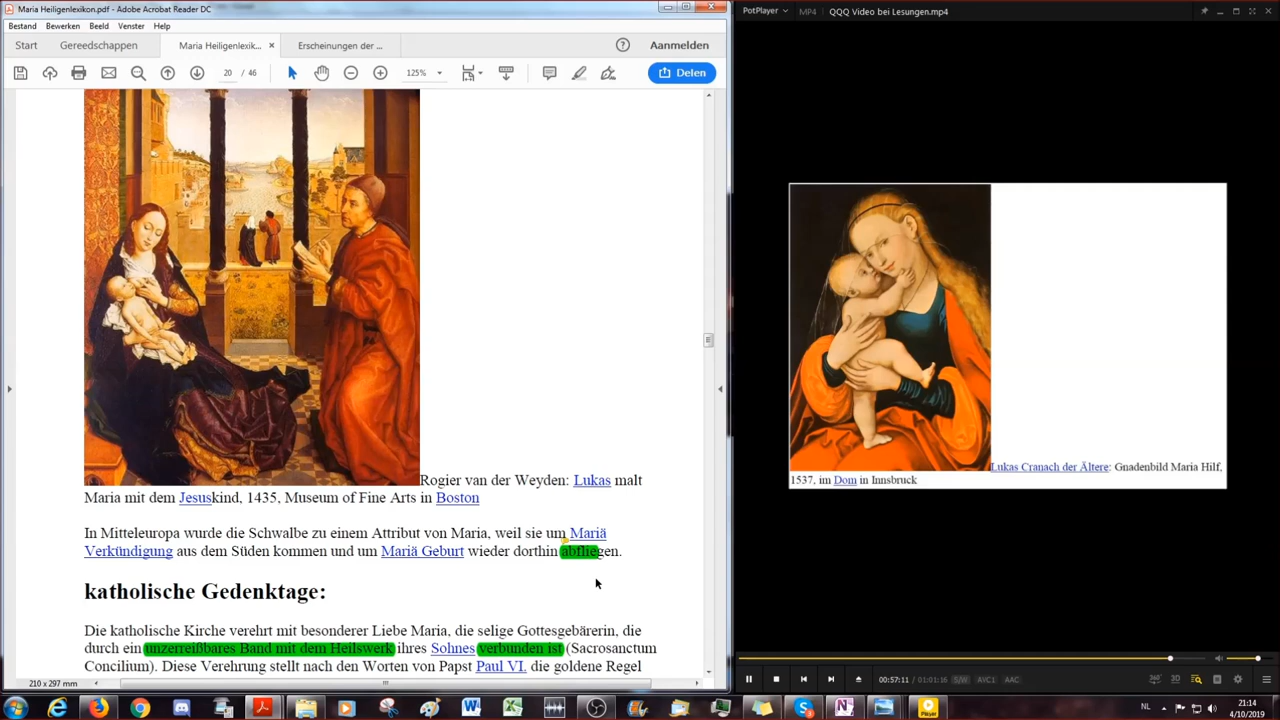 Maria Heiligenlexikon.pdf - Adobe Acrobat Reader DC
Bestand Bewerken Beeld Venster Help
Start Gereedschappen Maria Heiligenlexik... × Erscheinungen der ... Aanmelden
20 / 46 125% Delen
Rogier van der Weyden: Lukas malt
Maria mit dem Jesuskind, 1435, Museum of Fine Arts in Boston
In Mitteleuropa wurde die Schwalbe zu einem Attribut von Maria, weil sie um Mariä
Verkündigung aus dem Süden kommen und um Mariä Geburt wieder dorthin abfliegen.
katholische Gedenktage:
Die katholische Kirche verehrt mit besonderer Liebe Maria, die selige Gottesgebärerin, die
durch ein unzerreißbares Band mit dem Heilswerk ihres Sohnes verbunden ist (Sacrosanctum
Concilium). Diese Verehrung stellt nach den Worten von Papst Paul VI. die goldene Regel
210 x 297 mm
PotPlayer MP4 QQQ Video bei Lesungen.mp4
Lukas Cranach der Ältere: Gnadenbild Maria Hilf,
1537, im Dom in Innsbruck
00:57:11 / 01:01:16 S/W AVC1 AAC
360° 3D
NL 21:14
4/10/2019